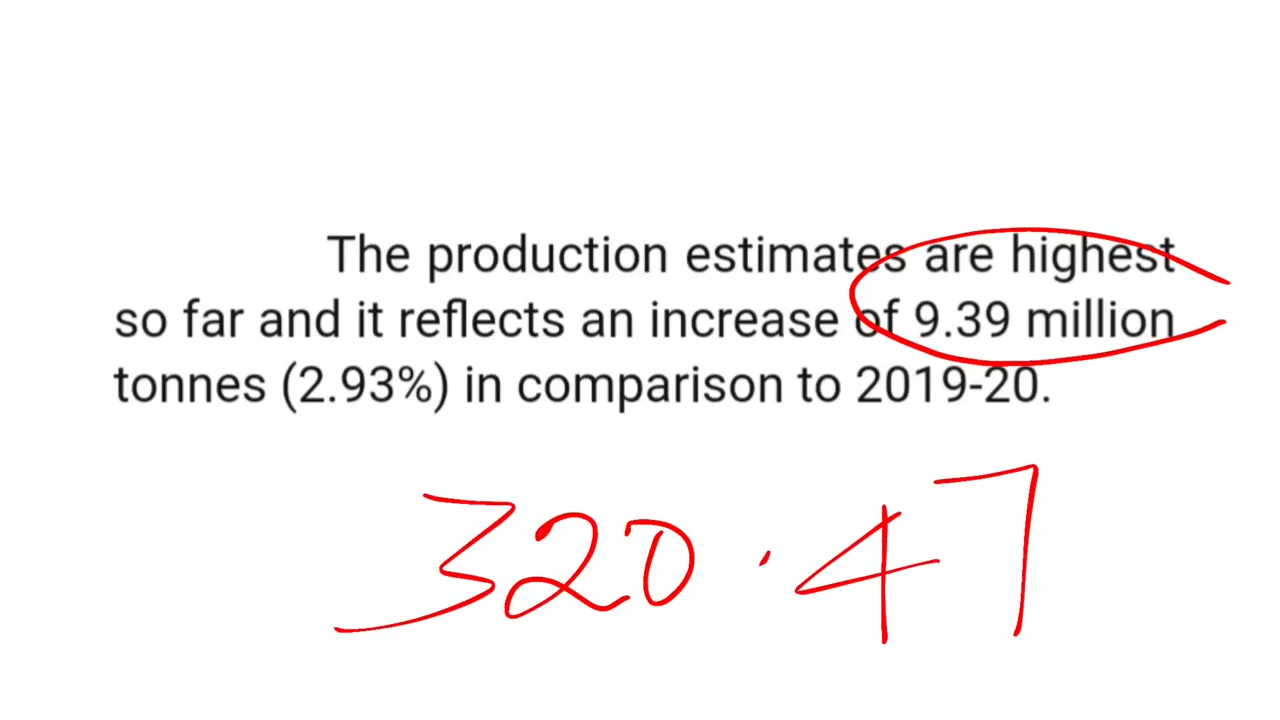 The production estimates are highest
so far and it reflects an increase of 9.39 million
tonnes (2.93%) in comparison to 2019-20.
320.47